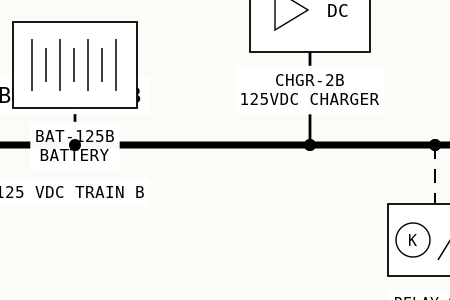 DC
CHGR-2B
125VDC CHARGER
BAT-125B
BATTERY
125 VDC TRAIN B
K